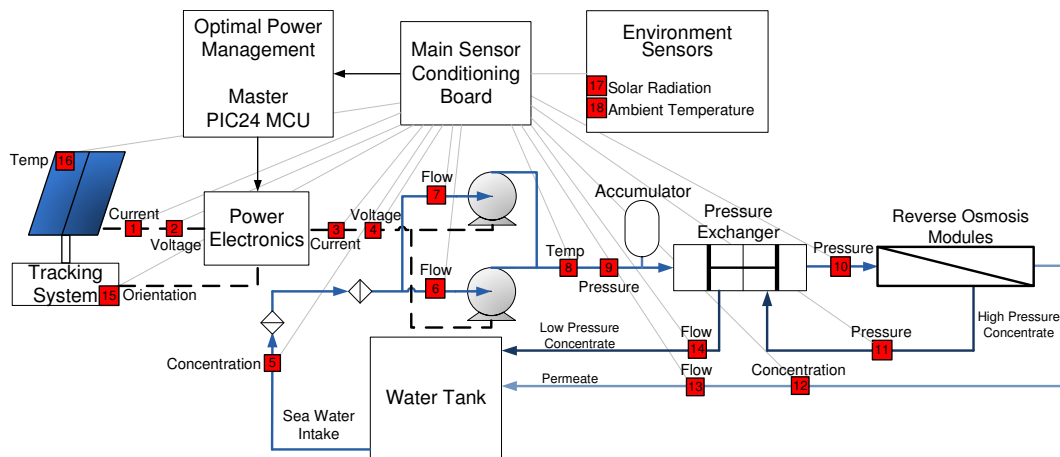 Optimal Power
Management
Master
PIC24 MCU
Main Sensor
Conditioning
Board
Environment
Sensors
17 Solar Radiation
18 Ambient Temperature
Temp 16
Current
1
2
Voltage
Power
Electronics
3
Current
Voltage
4
Flow
7
Flow
6
Accumulator
Temp
8
9
Pressure
Pressure
Exchanger
Pressure
10
Reverse Osmosis
Modules
Tracking
System
15 Orientation
Concentration 5
Sea Water
Intake
Water Tank
Low Pressure
Concentrate
Flow
14
Pressure
11
High Pressure
Concentrate
Permeate
Flow
13
Concentration
12